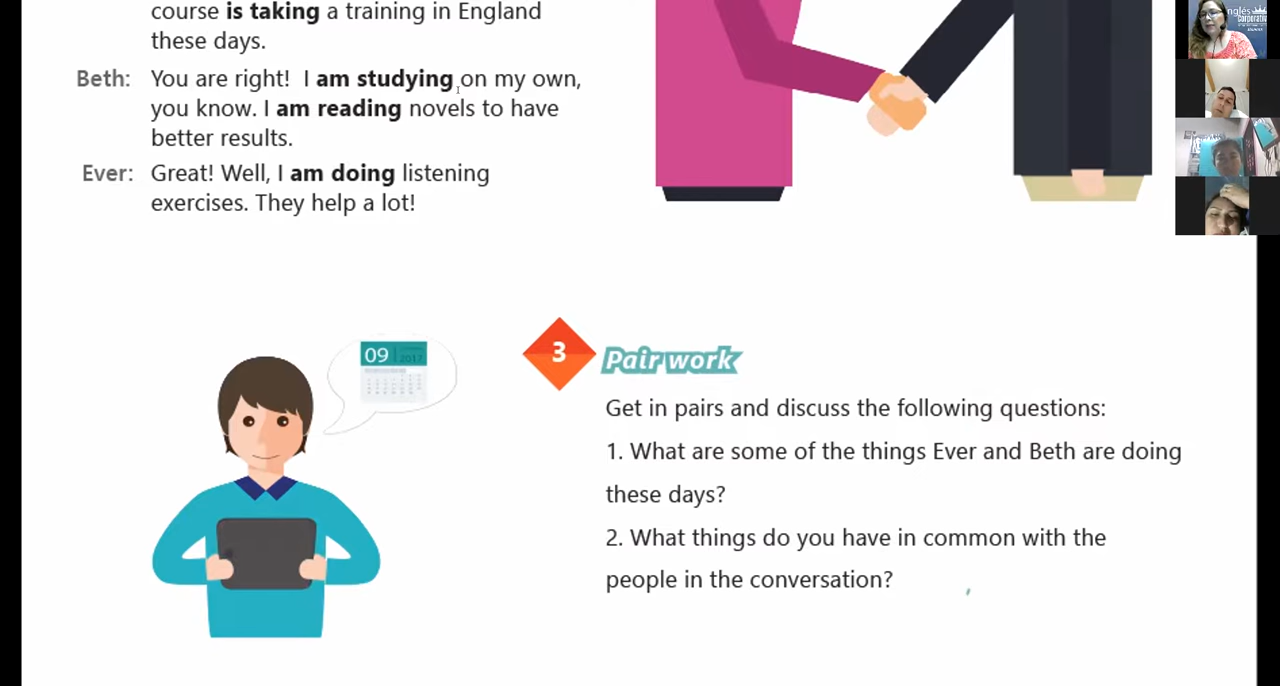 course is taking a training in England
these days.
Beth: You are right! I am studying on my own,
you know. I am reading novels to have
better results.
Ever: Great! Well, I am doing listening
exercises. They help a lot!
09 2017
3
Pair work
Get in pairs and discuss the following questions:
1. What are some of the things Ever and Beth are doing
these days?
2. What things do you have in common with the
people in the conversation?